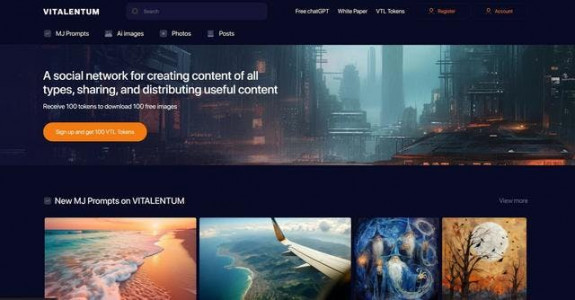 VITALENTUM
Search
Free chatGPT
White Paper
VTL Tokens
Register
Account
MJ Prompts
Ai images
Photos
Posts
A social network for creating content of all
types, sharing, and distributing useful content
Receive 100 tokens to download 100 free images
Sign up and get 100 VTL Tokens
New MJ Prompts on VITALENTUM
View more